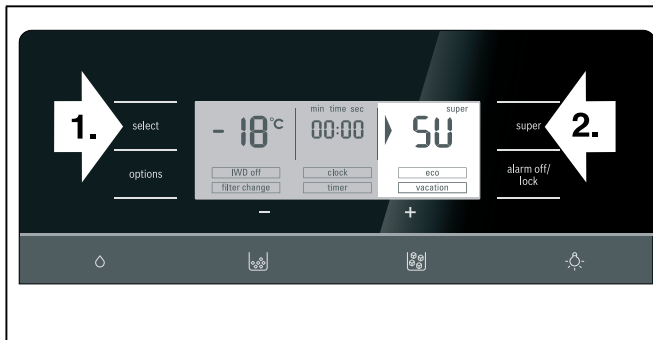 1.
select
options
- 18°C
IWD off
filter change
min time sec
00:00
clock
timer
super
SU
eco
vacation
super
2.
alarm off/
lock
− +